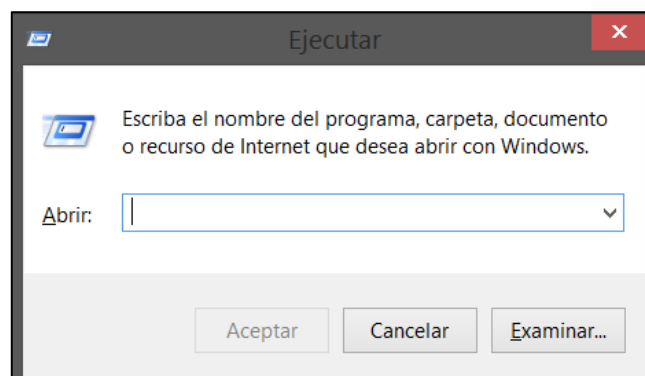 Ejecutar
Escriba el nombre del programa, carpeta, documento
o recurso de Internet que desea abrir con Windows.
Abrir:
Aceptar Cancelar Examinar...